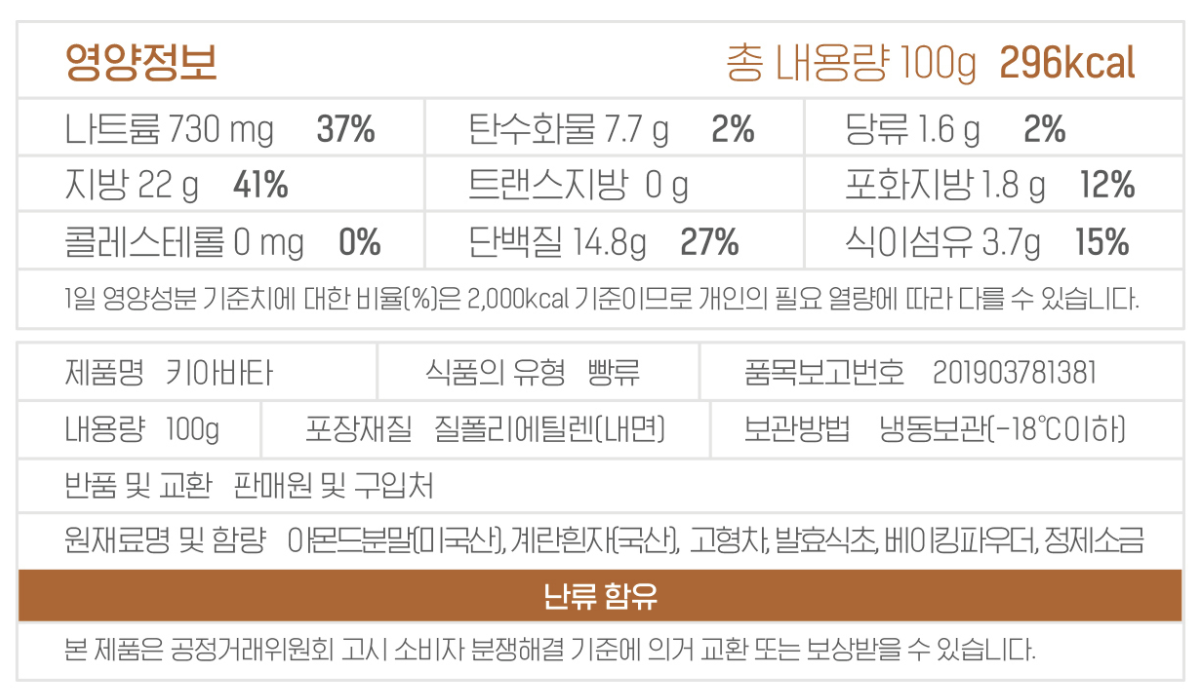 영양정보 총 내용량 100g 296kcal
나트륨 730 mg 37% 탄수화물 7.7 g 2% 당류 1.6 g 2%
지방 22 g 41% 트랜스지방 0 g 포화지방 1.8 g 12%
콜레스테롤 0 mg 0% 단백질 14.8g 27% 식이섬유 3.7g 15%
1일 영양성분 기준치에 대한 비율(%)은 2,000kcal 기준이므로 개인의 필요 열량에 따라 다를 수 있습니다.
제품명 키아바타 식품의 유형 빵류 품목보고번호 201903781381
내용량 100g 포장재질 질폴리에틸렌(내면) 보관방법 냉동보관(-18℃이하)
반품 및 교환 판매원 및 구입처
원재료명 및 함량 아몬드분말(미국산), 계란흰자(국산), 고형차, 발효식초, 베이킹파우더, 정제소금
난류 함유
본 제품은 공정거래위원회 고시 소비자 분쟁해결 기준에 의거 교환 또는 보상받을 수 있습니다.